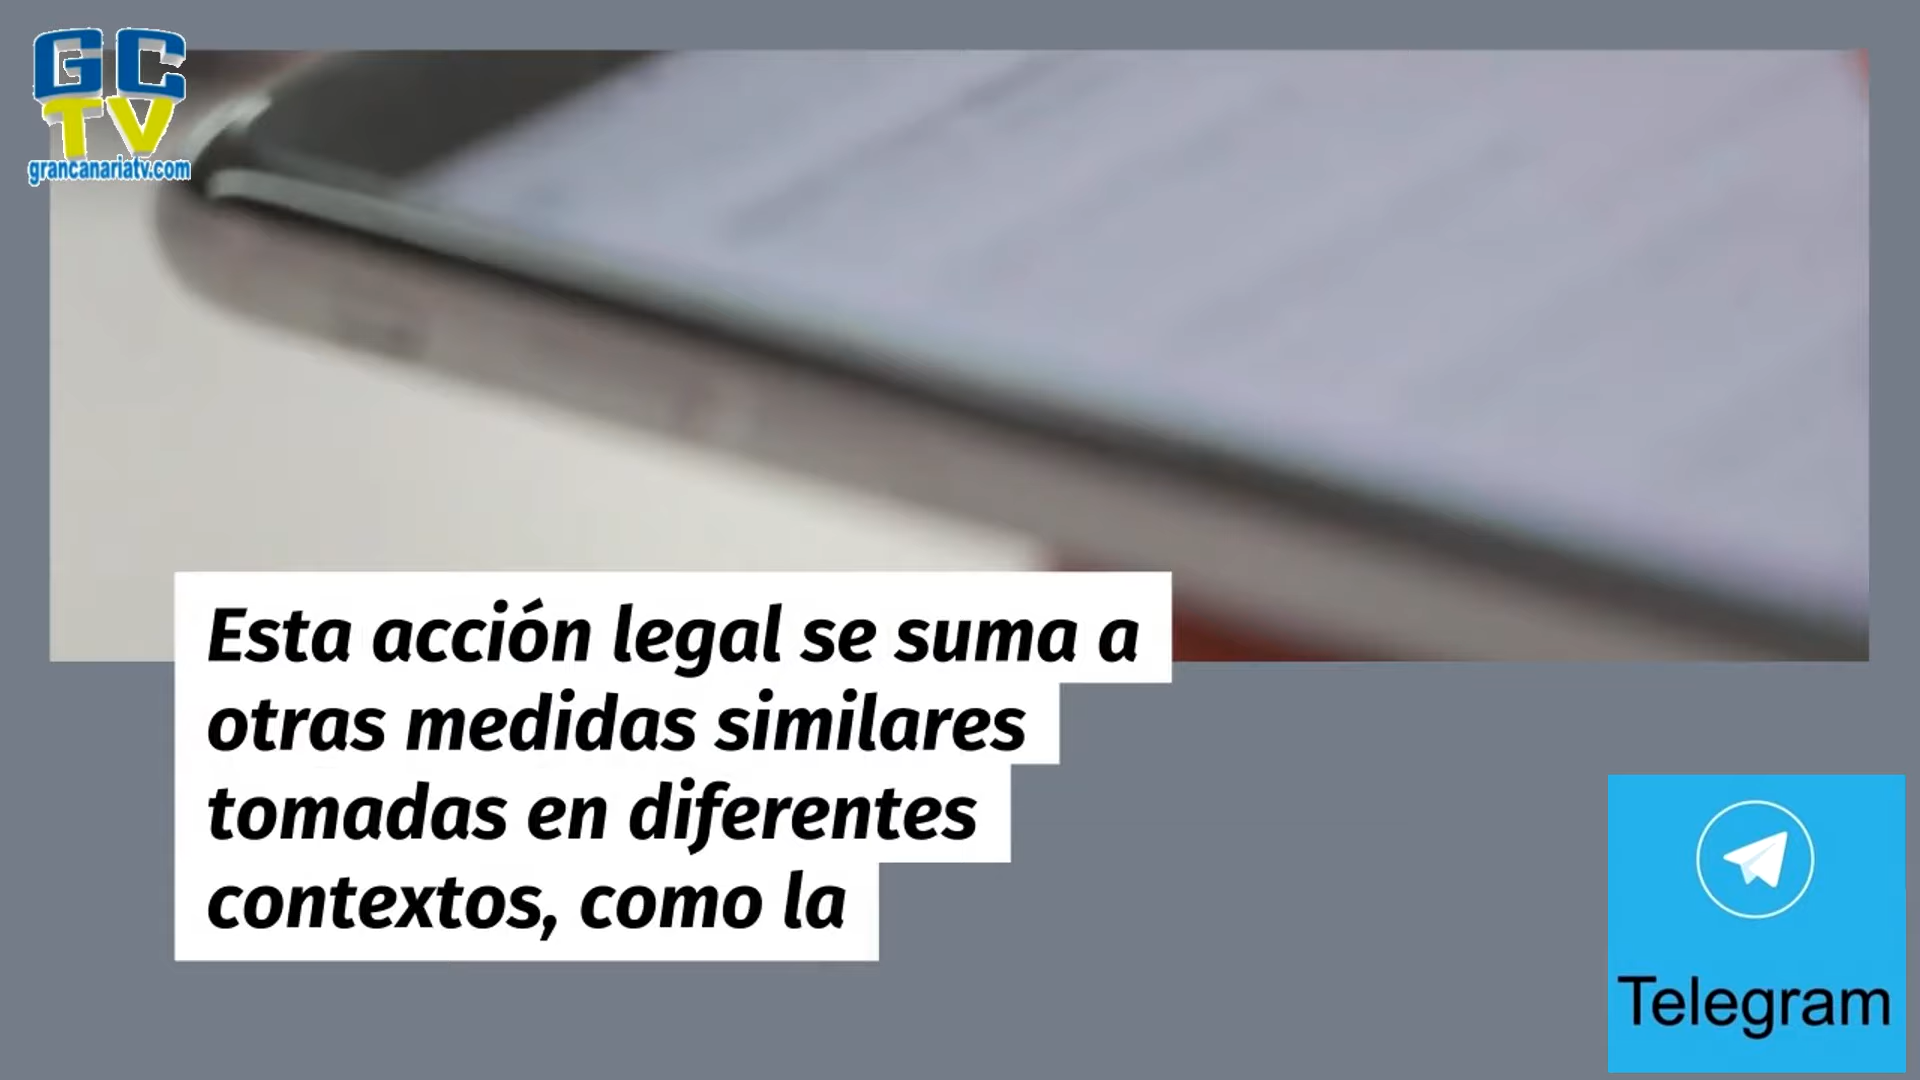 GC
TV
grancanariatv.com
Esta acción legal se suma a
otras medidas similares
tomadas en diferentes
contextos, como la
Telegram